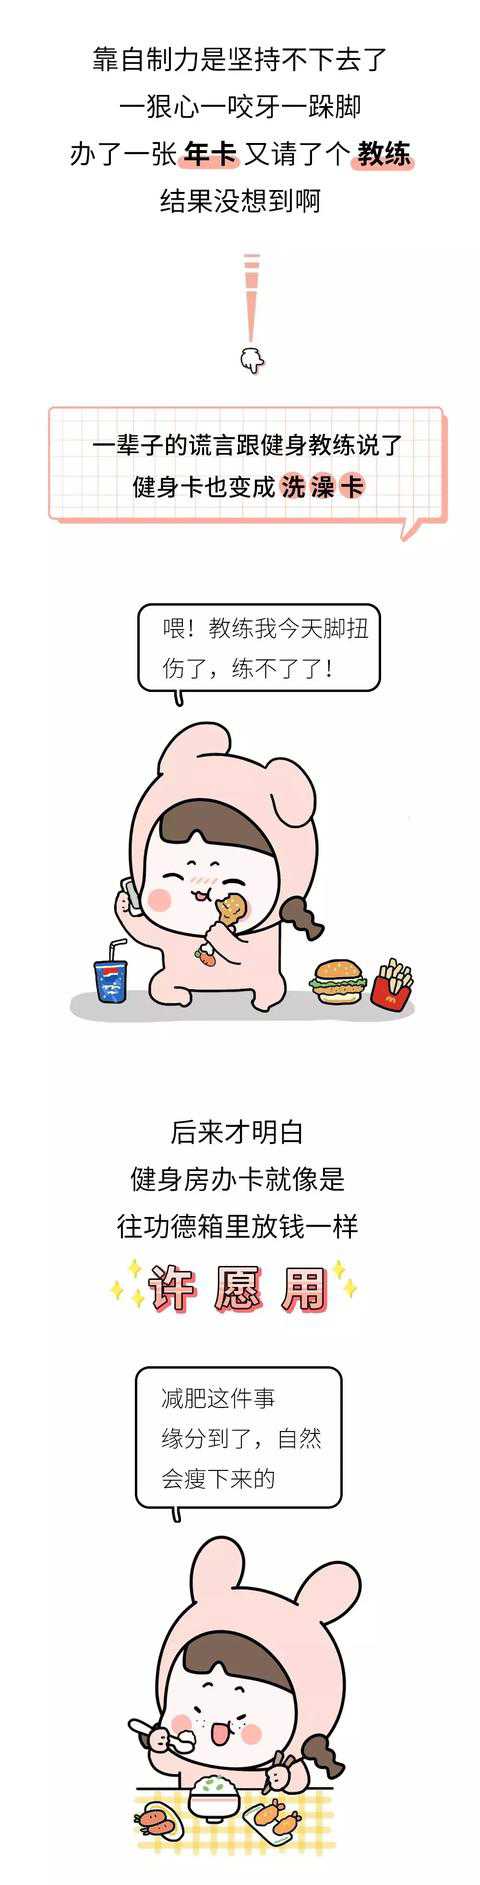 靠自制力是坚持不下去了
一狠心一咬牙一跺脚
办了一张年卡又请了个教练
结果没想到啊
一辈子的谎言跟健身教练说了
健身卡也变成洗澡卡
喂！教练我今天脚扭
伤了，练不了了！
后来才明白
健身房办卡就像是
往功德箱里放钱一样
许愿用
减肥这件事
缘分到了，自然
会瘦下来的